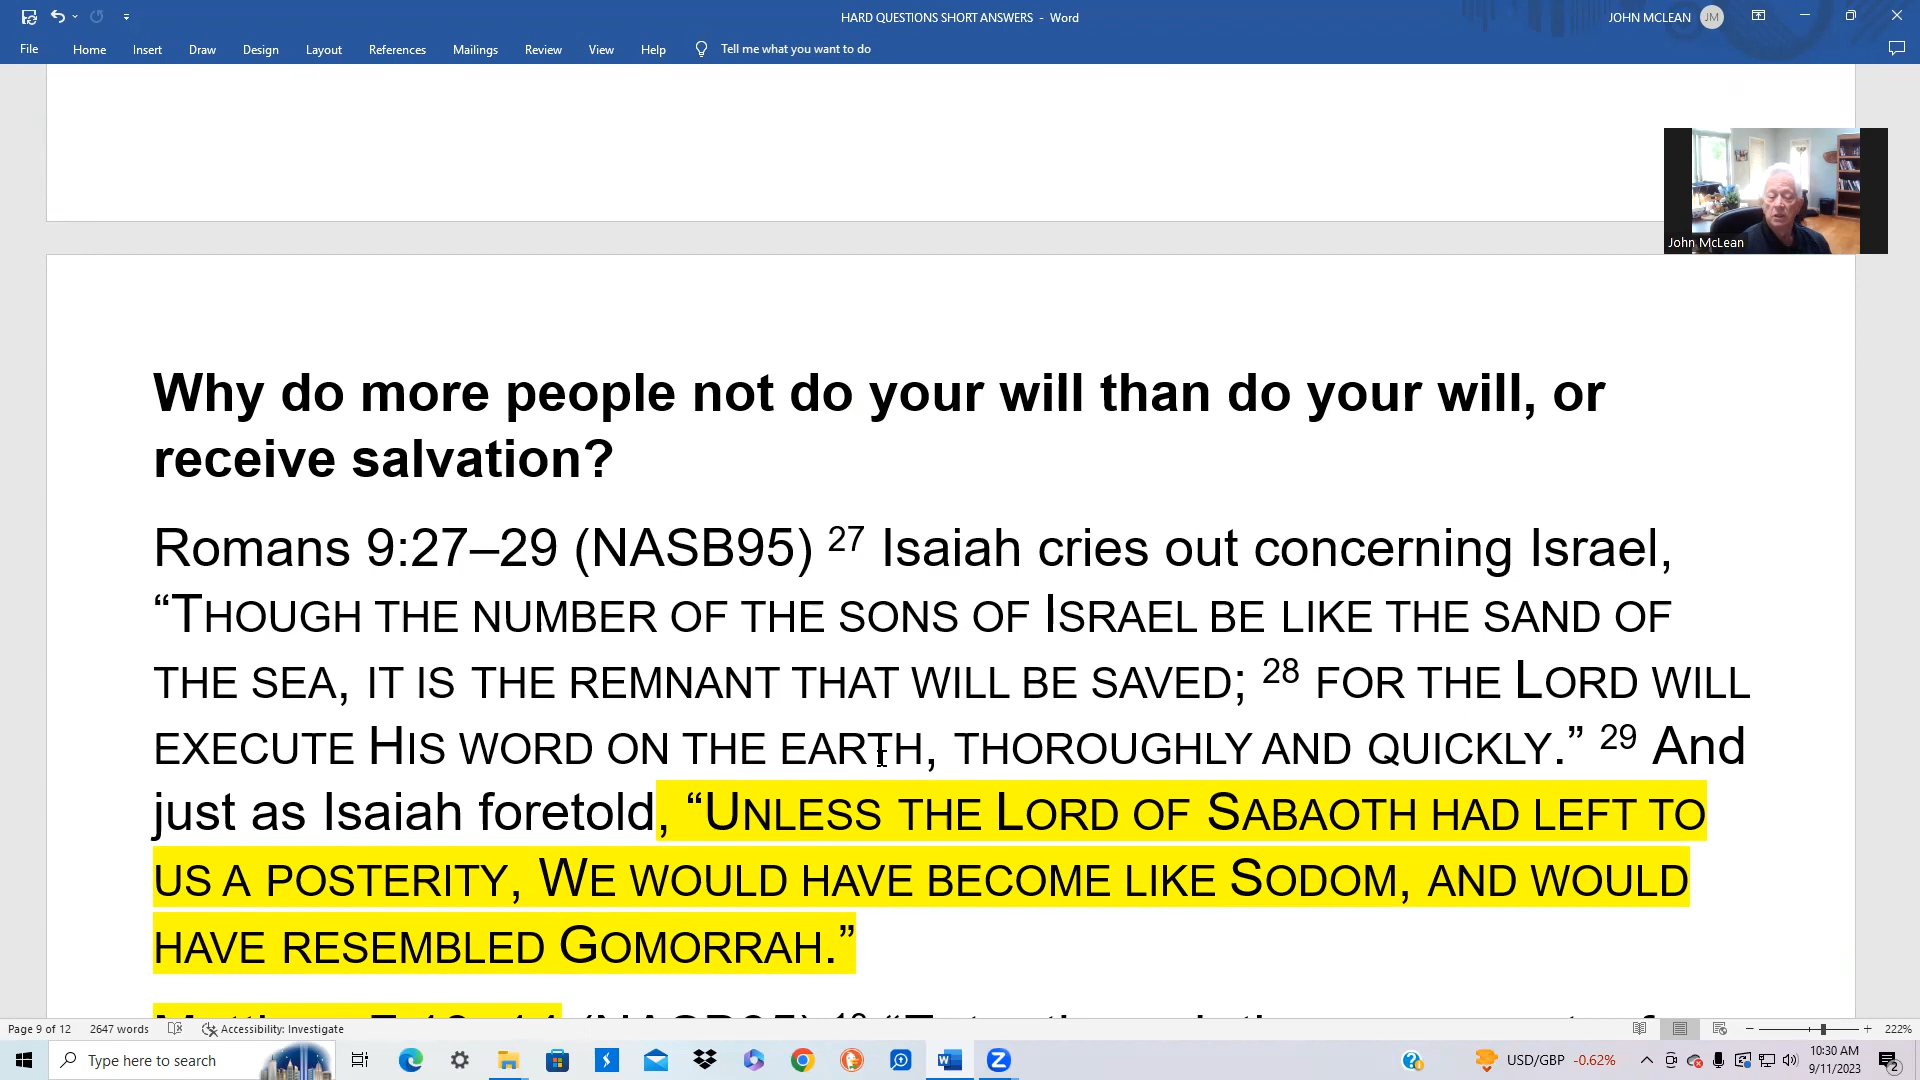 HARD QUESTIONS SHORT ANSWERS - Word
JOHN MCLEAN
JM
File Home Insert Draw Design Layout References Mailings Review View Help Tell me what you want to do
John McLean
Why do more people not do your will than do your will, or
receive salvation?
Romans 9:27–29 (NASB95) 27 Isaiah cries out concerning Israel,
“THOUGH THE NUMBER OF THE SONS OF ISRAEL BE LIKE THE SAND OF
THE SEA, IT IS THE REMNANT THAT WILL BE SAVED; 28 FOR THE LORD WILL
EXECUTE HIS WORD ON THE EARTH, THOROUGHLY AND QUICKLY.” 29 And
just as Isaiah foretold, “UNLESS THE LORD OF SABAOTH HAD LEFT TO
US A POSTERITY, WE WOULD HAVE BECOME LIKE SODOM, AND WOULD
HAVE RESEMBLED GOMORRAH.”
Page 9 of 12 2647 words Accessibility: Investigate
222%
Type here to search
USD/GBP -0.62%
10:30 AM
9/11/2023
2